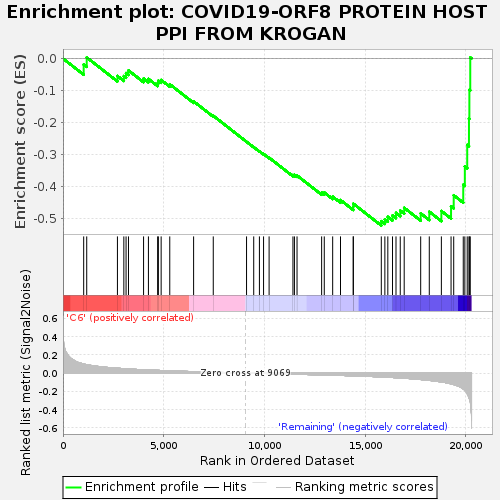 Enrichment plot: COVID19-ORF8 PROTEIN HOST
PPI FROM KROGAN
Enrichment score (ES)
0.0
-0.1
-0.2
-0.3
-0.4
-0.5
Ranked list metric (Signal2Noise)
'C6' (positively correlated)
0.6
0.4
0.2
0.0
-0.2
-0.4
-0.6
Zero cross at 9069
'Remaining' (negatively correlated)
0 5,000 10,000 15,000 20,000
Rank in Ordered Dataset
Enrichment profile Hits Ranking metric scores